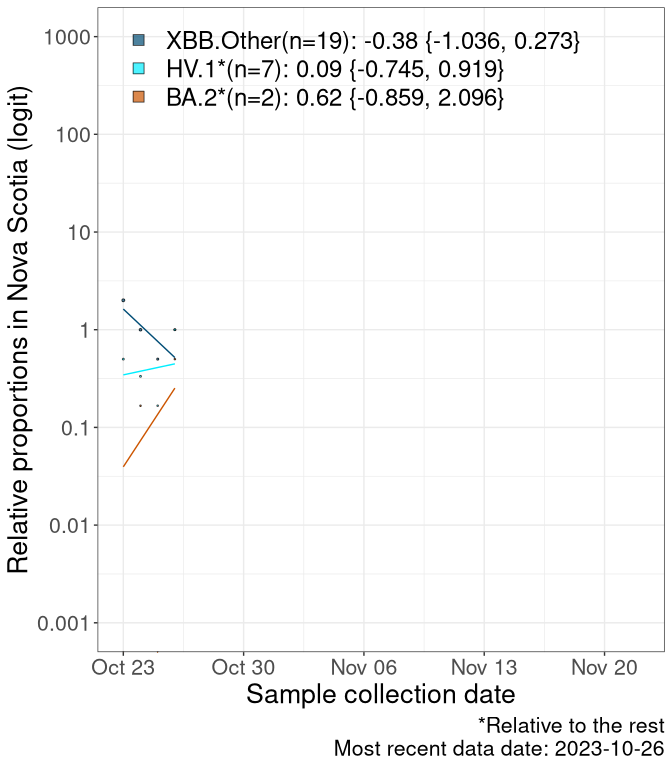 XBB.Other(n=19): -0.38 {-1.036, 0.273}
HV.1*(n=7): 0.09 {-0.745, 0.919}
BA.2*(n=2): 0.62 {-0.859, 2.096}
Relative proportions in Nova Scotia (logit)
1000
100
10
1
0.1
0.01
0.001
Oct 23 Oct 30 Nov 06 Nov 13 Nov 20
Sample collection date
*Relative to the rest
Most recent data date: 2023-10-26